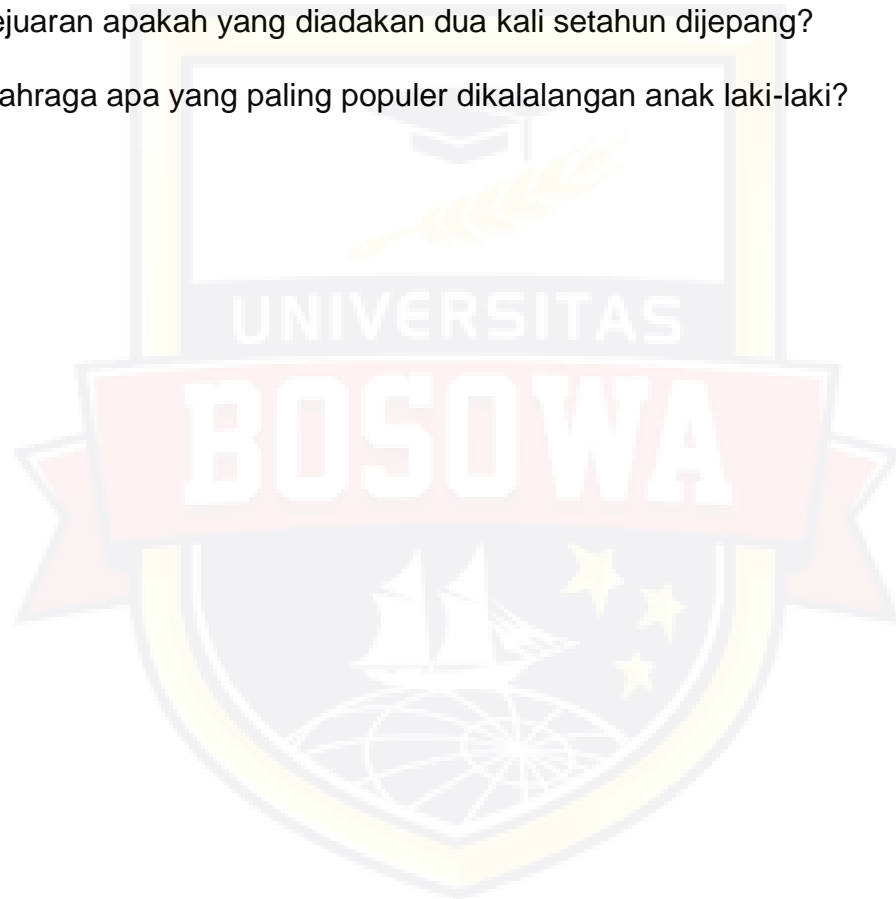 ejuaran apakah yang diadakan dua kali setahun dijepang?
ahraga apa yang paling populer dikalalangan anak laki-laki?
UNIVERSITAS
BOSOWA